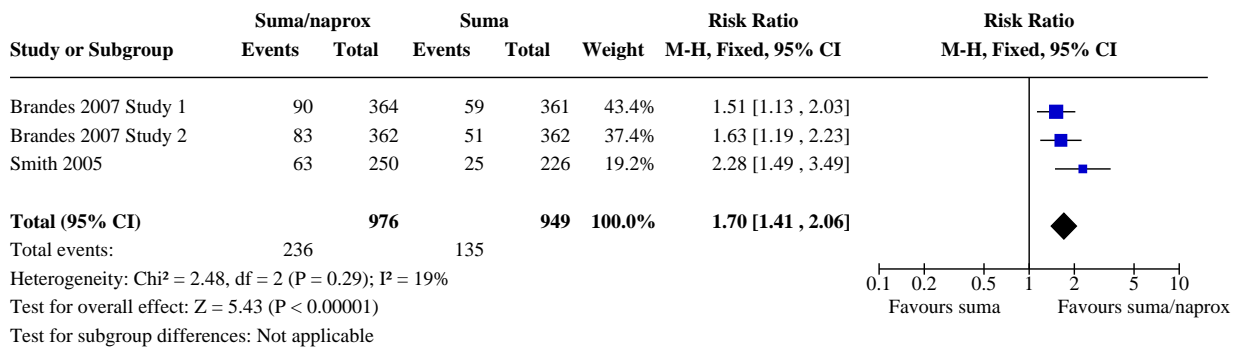 Suma/naprox Suma Risk Ratio Risk Ratio
Study or Subgroup Events Total Events Total Weight M-H, Fixed, 95% CI M-H, Fixed, 95% CI
Brandes 2007 Study 1 90 364 59 361 43.4% 1.51 [1.13 , 2.03]
Brandes 2007 Study 2 83 362 51 362 37.4% 1.63 [1.19 , 2.23]
Smith 2005 63 250 25 226 19.2% 2.28 [1.49 , 3.49]
Total (95% CI) 976 949 100.0% 1.70 [1.41 , 2.06]
Total events: 236 135
Heterogeneity: Chi² = 2.48, df = 2 (P = 0.29); I² = 19%
0.1 0.2 0.5 1 2 5 10
Test for overall effect: Z = 5.43 (P < 0.00001)
Favours suma Favours suma/naprox
Test for subgroup differences: Not applicable